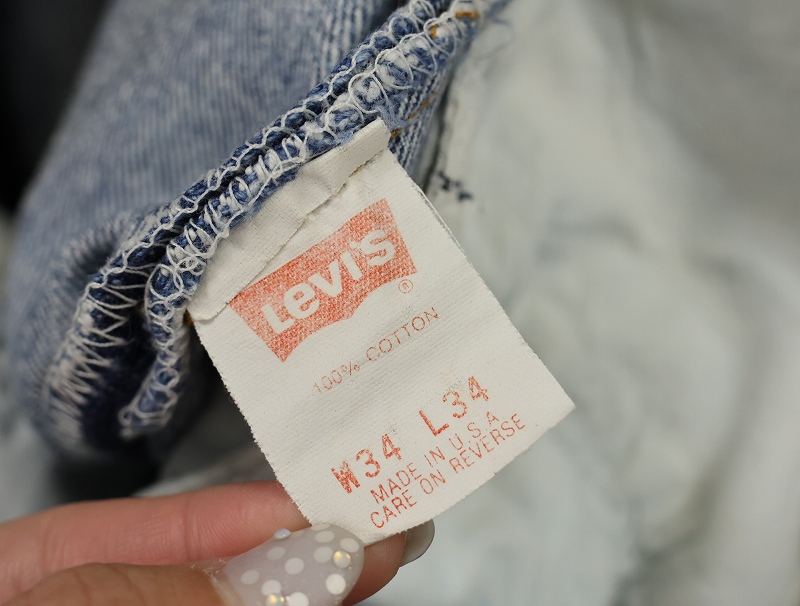 Levi's
®
100% COTTON
W34 L34
MADE IN U.S.A
CARE ON REVERSE